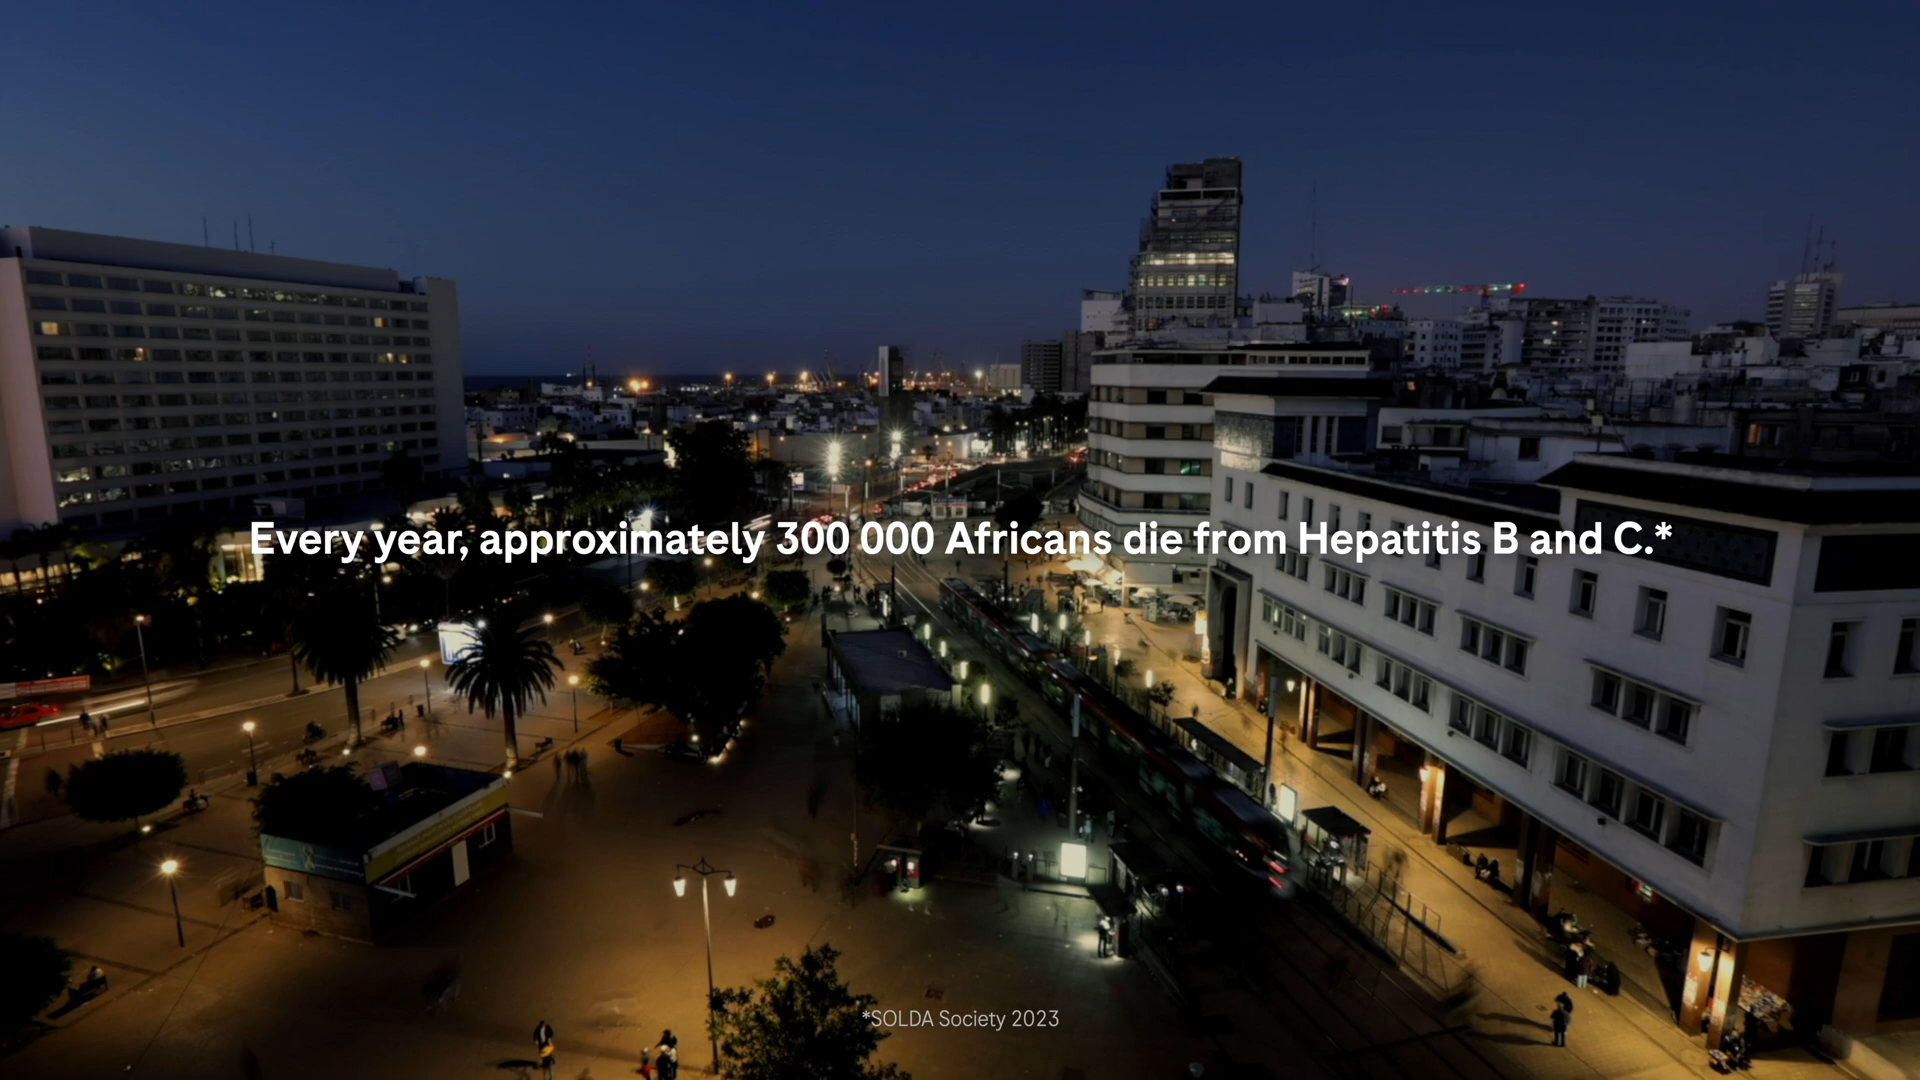 Every year, approximately 300 000 Africans die from Hepatitis B and C.*
*SOLDA Society 2023